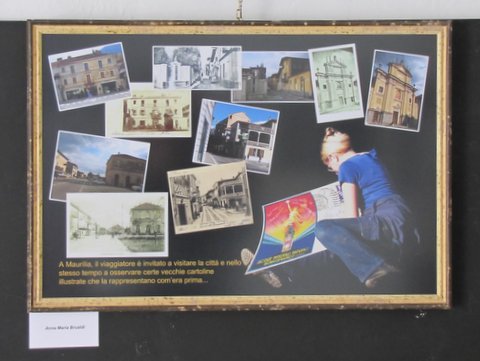 A Maurilia, il viaggiatore è invitato a visitare la città e nello
stesso tempo a osservare certe vecchie cartoline
illustrate che la rappresentano com'era prima...
Anna Maria Brualdi